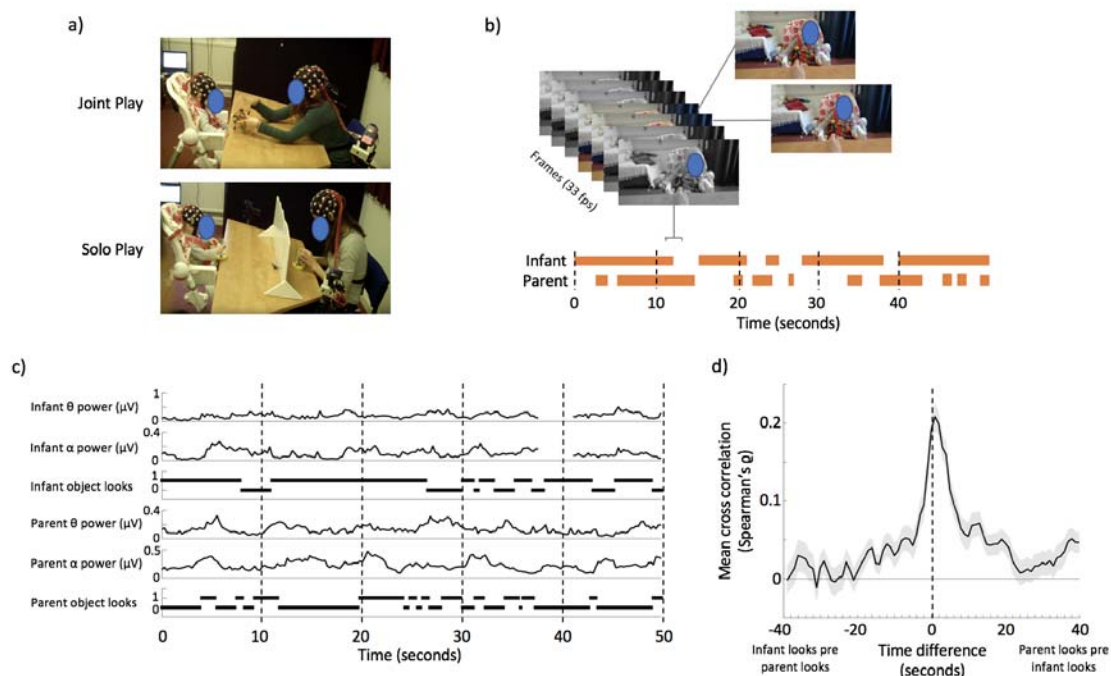 a)
Joint Play
Solo Play
b)
Frames (33 fps)
Infant
Parent
0 10 20 30 40
Time (seconds)
c)
Infant θ power (μV)
1
0
Infant α power (μV)
0.4
0
Infant object looks
1
0
Parent θ power (μV)
0.4
0
Parent α power (μV)
0.5
0
Parent object looks
1
0
0 10 20 30 40 50
Time (seconds)
d)
Mean cross correlation
(Spearman's ϱ)
0.2
0.1
0
-40 -20 0 20 40
Infant looks pre
parent looks
Time difference
(seconds)
Parent looks pre
infant looks